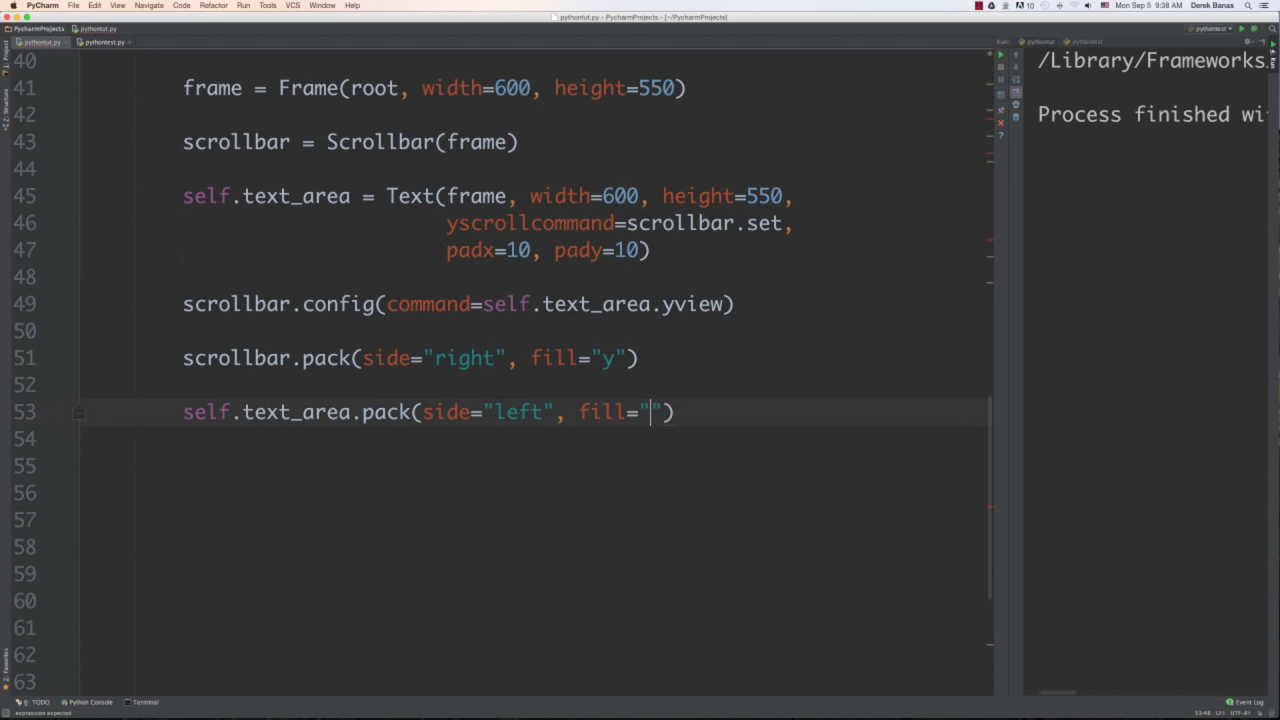 PyCharm File Edit View Navigate Code Refactor Run Tools VCS Window Help
10 Mon Sep 5 9:38 AM Derek Banas
pythontut.py - PycharmProjects - [~/PycharmProjects]
PycharmProjects pythontut.py
pythontest
pythontut.py pythontest.py
Run: pythontut pythontest
1: Project
Z: Structure
2: Favorites
4: Run
40
41 frame = Frame(root, width=600, height=550)
42
43 scrollbar = Scrollbar(frame)
44
45 self.text_area = Text(frame, width=600, height=550,
46 yscrollcommand=scrollbar.set,
47 padx=10, pady=10)
48
49 scrollbar.config(command=self.text_area.yview)
50
51 scrollbar.pack(side="right", fill="y")
52
53 self.text_area.pack(side="left", fill="")
54
55
56
57
58
59
60
61
62
63
/Library/Frameworks
Process finished wi
6: TODO Python Console Terminal Event Log
expression expected 53:48 LF÷ UTF-8÷